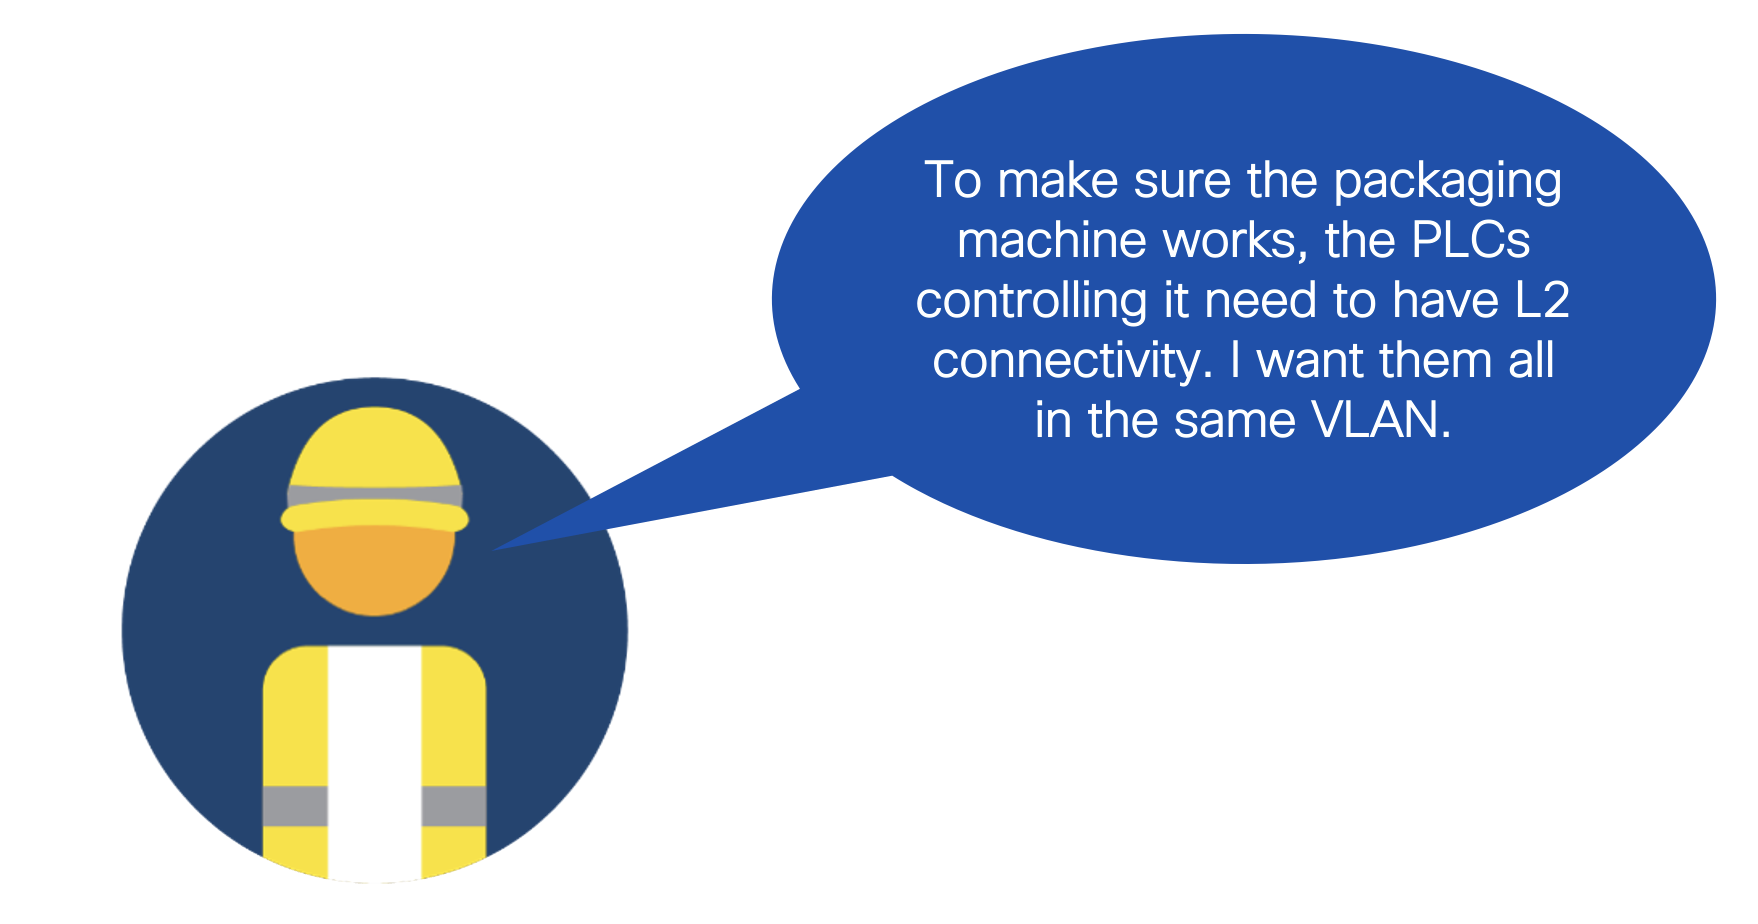 To make sure the packaging
machine works, the PLCs
controlling it need to have L2
connectivity. I want them all
in the same VLAN.